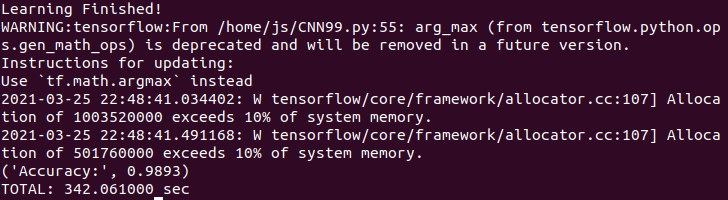 Learning Finished!
WARNING:tensorflow:From /home/js/CNN99.py:55: arg_max (from tensorflow.python.op
s.gen_math_ops) is deprecated and will be removed in a future version.
Instructions for updating:
Use `tf.math.argmax` instead
2021-03-25 22:48:41.034402: W tensorflow/core/framework/allocator.cc:107] Alloca
tion of 1003520000 exceeds 10% of system memory.
2021-03-25 22:48:41.491168: W tensorflow/core/framework/allocator.cc:107] Alloca
tion of 501760000 exceeds 10% of system memory.
('Accuracy:', 0.9893)
TOTAL: 342.061000 sec